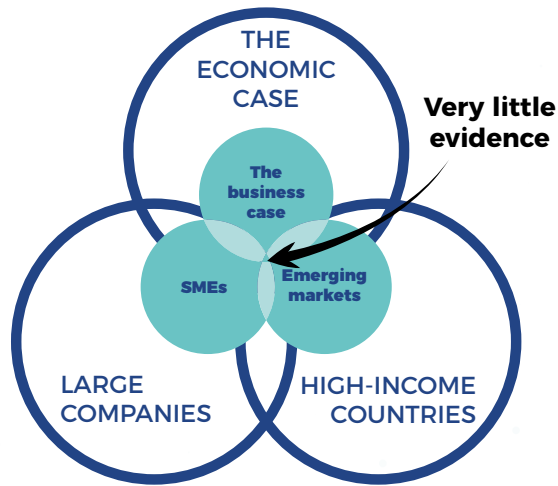 THE
ECONOMIC
CASE
Very little
evidence
The
business
case
SMEs
Emerging
markets
LARGE
COMPANIES
HIGH-INCOME
COUNTRIES